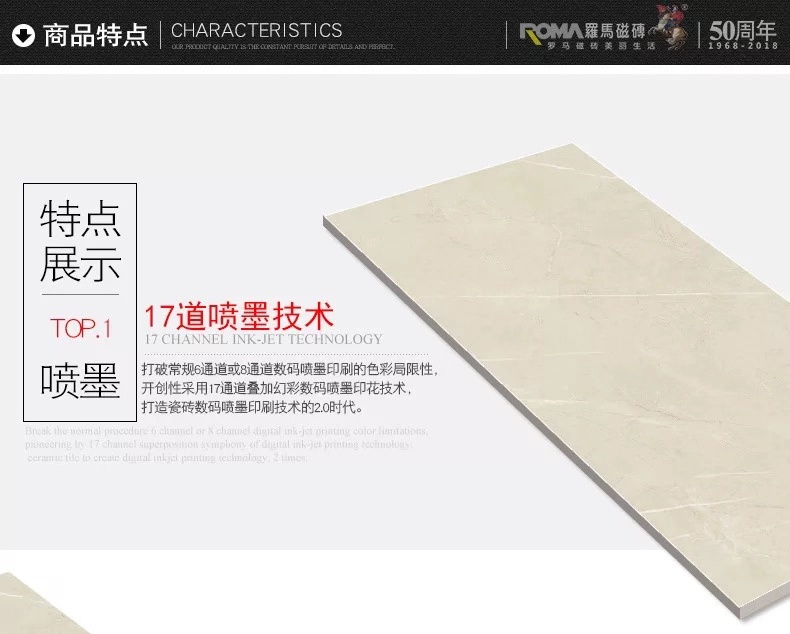 商品特点
CHARACTERISTICS
OUR PRODUCT QUALITY IS THE CONSTANT PURSUIT OF DETAILS AND PERFECT.
ROMA 羅馬磁磚
罗马磁砖美丽生活
50周年
1968-2018
特点
展示
TOP.1
喷墨
17道喷墨技术
17 CHANNEL INK-JET TECHNOLOGY
打破常规6通道或8通道数码喷墨印刷的色彩局限性,
开创性采用17通道叠加幻彩数码喷墨印花技术,
打造瓷砖数码喷墨印刷技术的2.0时代。
Break the normal procedure 6 channel or 8 channel digital ink-jet printing color limitations,
pioneering by 17 channel superposition symphony of digital ink-jet printing technology,
ceramic tile to create digital inkjet printing technology, 2 times.